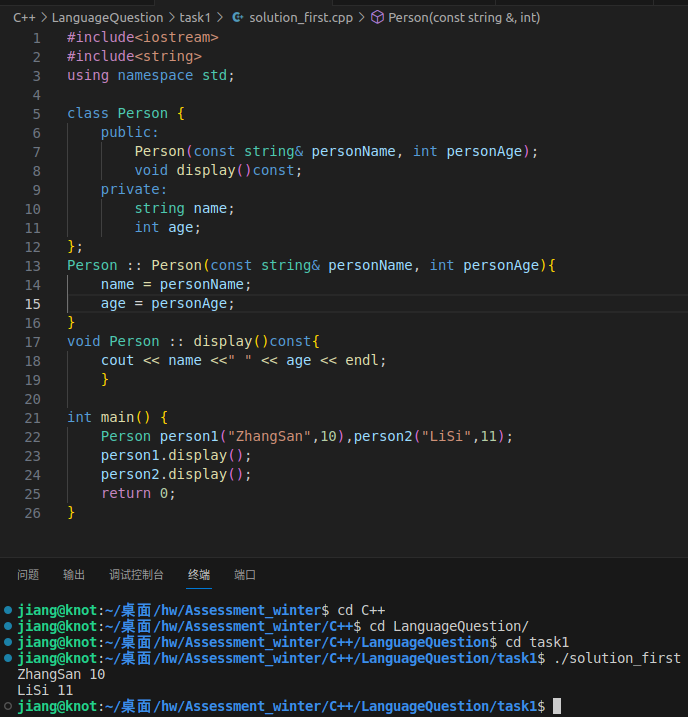 C++ > LanguageQuestion > task1 > solution_first.cpp > Person(const string &, int)
1 #include<iostream>
2 #include<string>
3 using namespace std;
4
5 class Person {
6 public:
7 Person(const string& personName, int personAge);
8 void display()const;
9 private:
10 string name;
11 int age;
12 };
13 Person :: Person(const string& personName, int personAge){
14 name = personName;
15 age = personAge;
16 }
17 void Person :: display()const{
18 cout << name <<" " << age << endl;
19 }
20
21 int main() {
22 Person person1("ZhangSan",10),person2("LiSi",11);
23 person1.display();
24 person2.display();
25 return 0;
26 }
问题 输出 调试控制台 终端 端口
jiang@knot:~/桌面/hw/Assessment_winter$ cd C++
jiang@knot:~/桌面/hw/Assessment_winter/C++$ cd LanguageQuestion/
jiang@knot:~/桌面/hw/Assessment_winter/C++/LanguageQuestion$ cd task1
jiang@knot:~/桌面/hw/Assessment_winter/C++/LanguageQuestion/task1$ ./solution_first
ZhangSan 10
LiSi 11
jiang@knot:~/桌面/hw/Assessment_winter/C++/LanguageQuestion/task1$